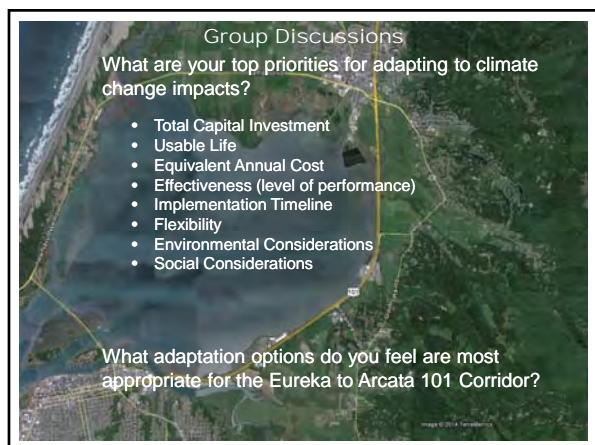 Group Discussions
What are your top priorities for adapting to climate
change impacts?
• Total Capital Investment
• Usable Life
• Equivalent Annual Cost
• Effectiveness (level of performance)
• Implementation Timeline
• Flexibility
• Environmental Considerations
• Social Considerations
101
What adaptation options do you feel are most
appropriate for the Eureka to Arcata 101 Corridor?
Image © 2014 TerraMetrics